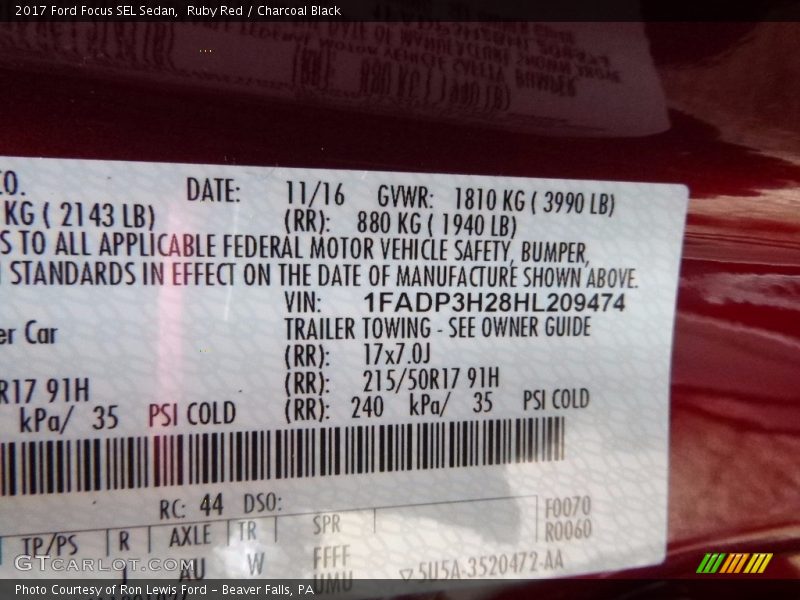 2017 Ford Focus SEL Sedan, Ruby Red / Charcoal Black
CO. DATE: 11/16 GVWR: 1810 KG ( 3990 LB)
KG ( 2143 LB) (RR): 880 KG ( 1940 LB)
S TO ALL APPLICABLE FEDERAL MOTOR VEHICLE SAFETY, BUMPER,
STANDARDS IN EFFECT ON THE DATE OF MANUFACTURE SHOWN ABOVE.
VIN: 1FADP3H28HL209474
er Car TRAILER TOWING - SEE OWNER GUIDE
(RR): 17x7.0J
R17 91H (RR): 215/50R17 91H
kPa/ 35 PSI COLD (RR): 240 kPa/ 35 PSI COLD
RC: 44 DSO:
F0070
TP/PS R AXLE TR SPR R0060
AU W FFFF
UMU 5U5A-3520472-AA
GTCarLot.com
Photo Courtesy of Ron Lewis Ford - Beaver Falls, PA